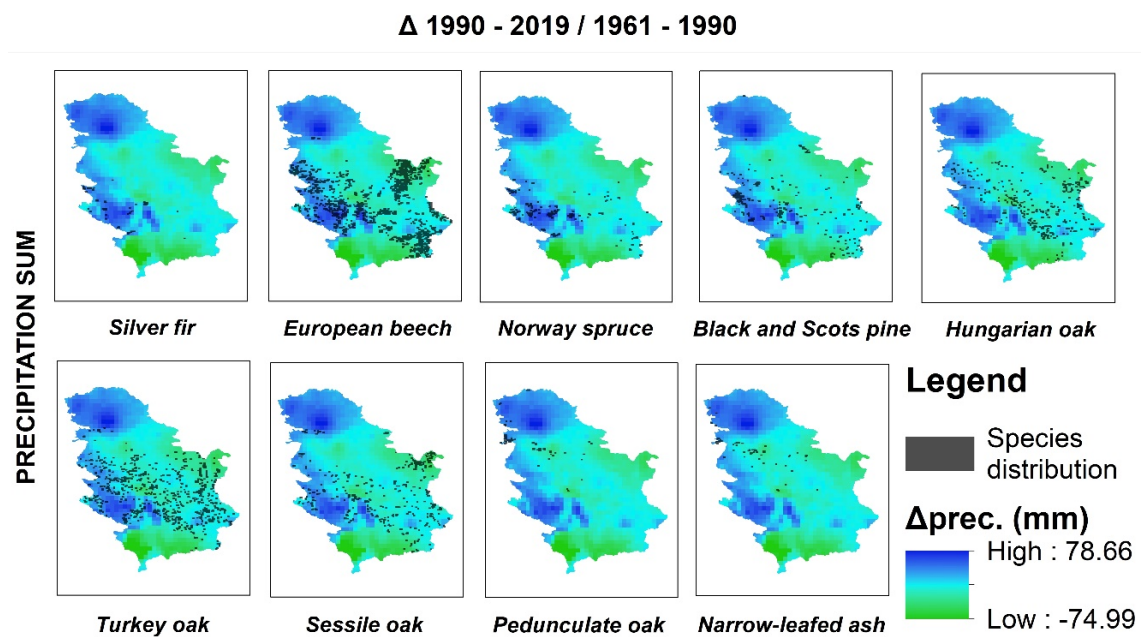 Δ 1990 - 2019 / 1961 - 1990
PRECIPITATION SUM
Silver fir
European beech
Norway spruce
Black and Scots pine
Hungarian oak
Turkey oak
Sessile oak
Pedunculate oak
Narrow-leafed ash
Legend
Species
distribution
Δprec. (mm)
High : 78.66
Low : -74.99